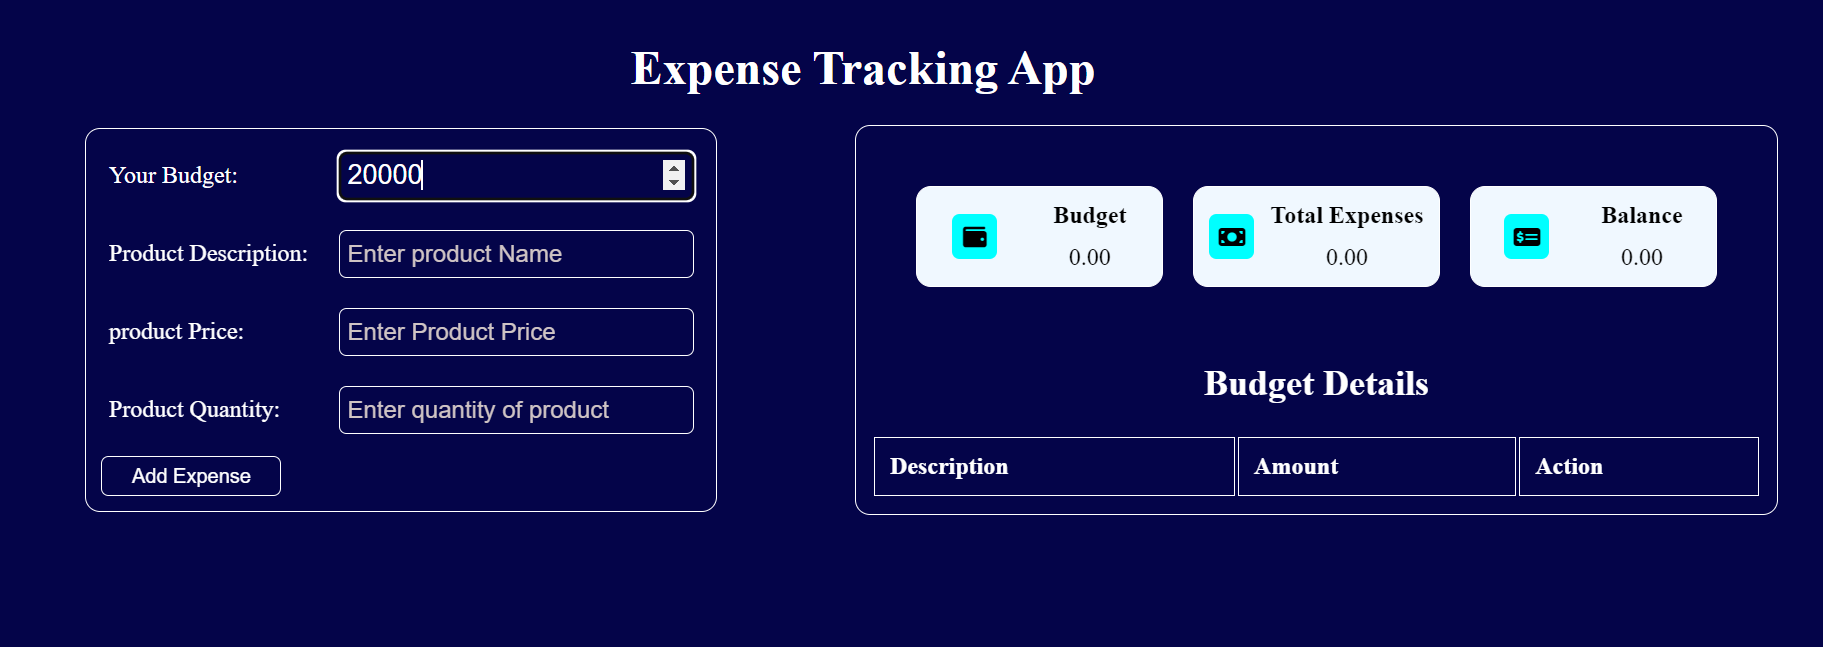 Expense Tracking App
Your Budget: 20000
Product Description: Enter product Name
product Price: Enter Product Price
Product Quantity: Enter quantity of product
Add Expense
Budget
0.00
Total Expenses
0.00
Balance
0.00
Budget Details
Description Amount Action